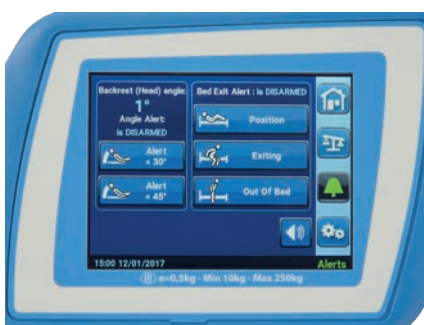 Backrest (Head) angle:
1°
Angle Alert:
is DISARMED
Alert
< 30°
Alert
< 45°
Bed Exit Alert : is DISARMED
Position
Exiting
Out Of Bed
15:00 12/01/2017
Alerts
e=0,5kg - Min 10kg - Max 250kg